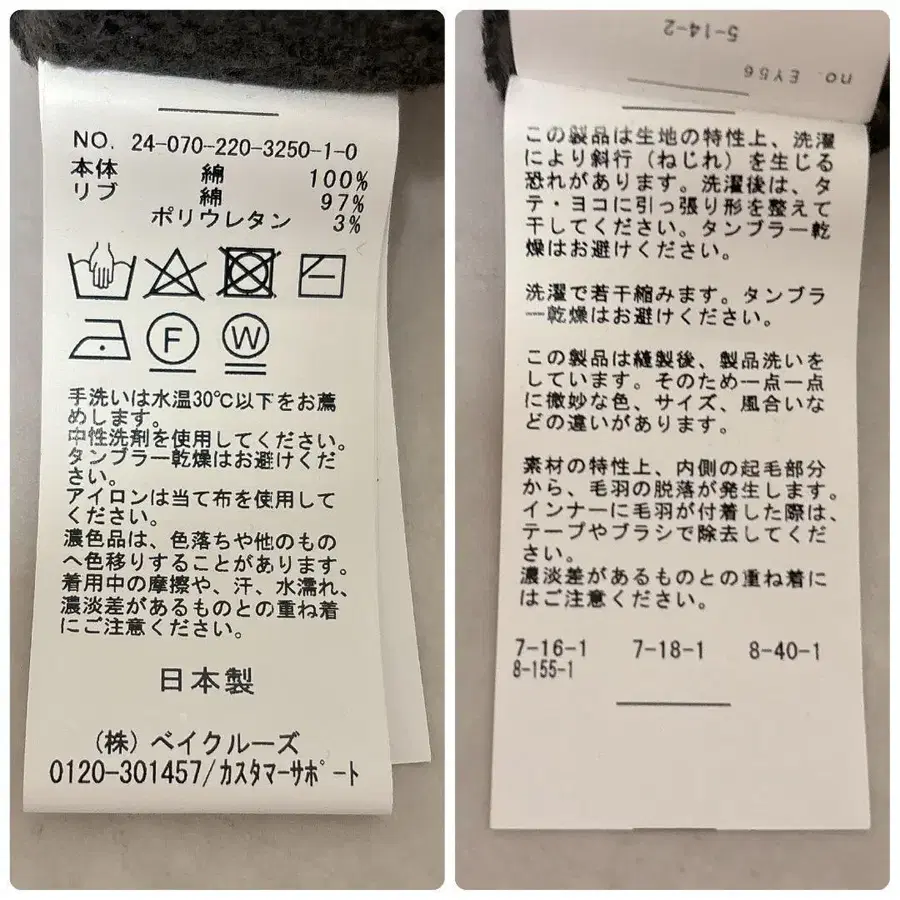 NO. 24-070-220-3250-1-0
本体 綿 100%
リブ 綿 97%
ポリウレタン 3%
F
W
手洗いは水温30℃以下をお薦
めします。
中性洗剤を使用してください。
タンブラー乾燥はお避けくだ
さい。
アイロンは当て布を使用して
ください。
濃色品は、色落ちや他のもの
へ色移りすることがあります。
着用中の摩擦や、汗、水濡れ、
濃淡差があるものとの重ね着
にご注意ください。
日本製
(株) ベイクルーズ
0120-301457/カスタマーサポート
5-14-2
no. EY56
この製品は生地の特性上、洗濯
により斜行（ねじれ）を生じる
恐れがあります。洗濯後は、タ
テ・ヨコに引っ張り形を整えて
干してください。タンブラー乾
燥はお避けください。
洗濯で若干縮みます。タンブラ
ー乾燥はお避けください。
この製品は縫製後、製品洗いを
しています。そのため一点一点
に微妙な色、サイズ、風合いな
どの違いがあります。
素材の特性上、内側の起毛部分
から、毛羽の脱落が発生します。
インナーに毛羽が付着した際は、
テープやブラシで除去してくだ
さい。
濃淡差があるものとの重ね着に
はご注意ください。
7-16-1 7-18-1 8-40-1
8-155-1